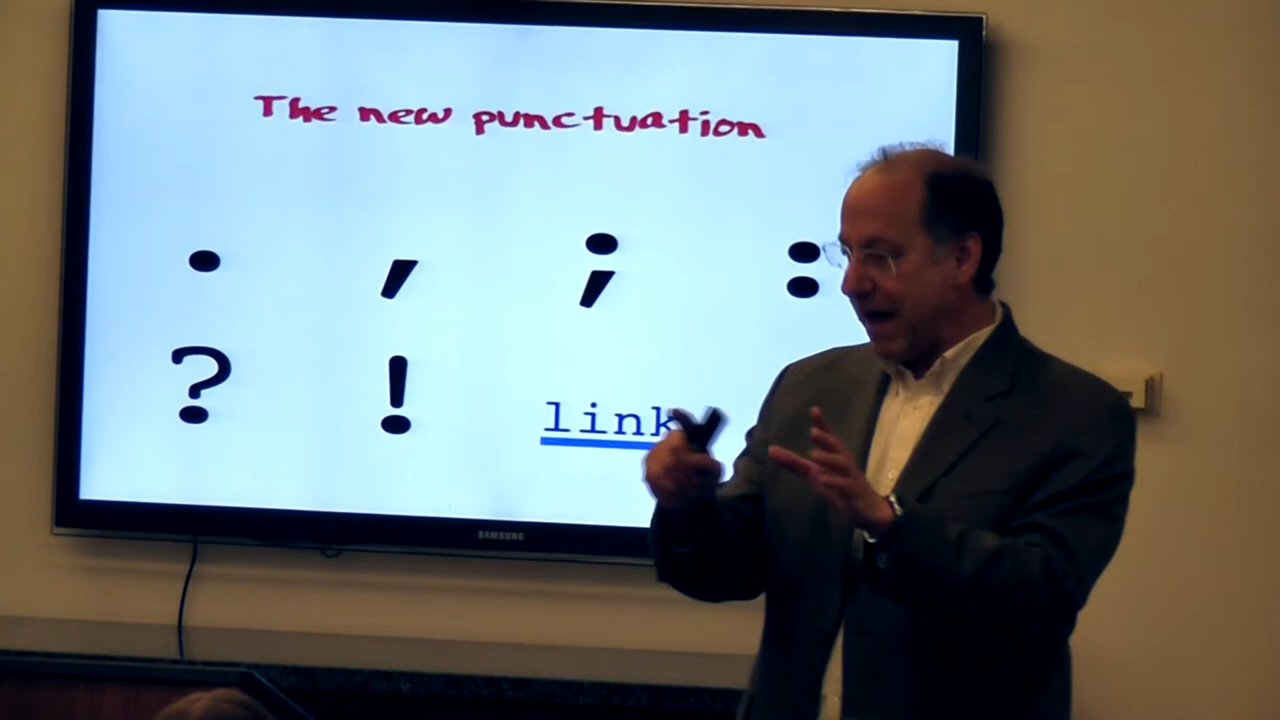 The new punctuation
. , ; :
? ! link
SAMSUNG